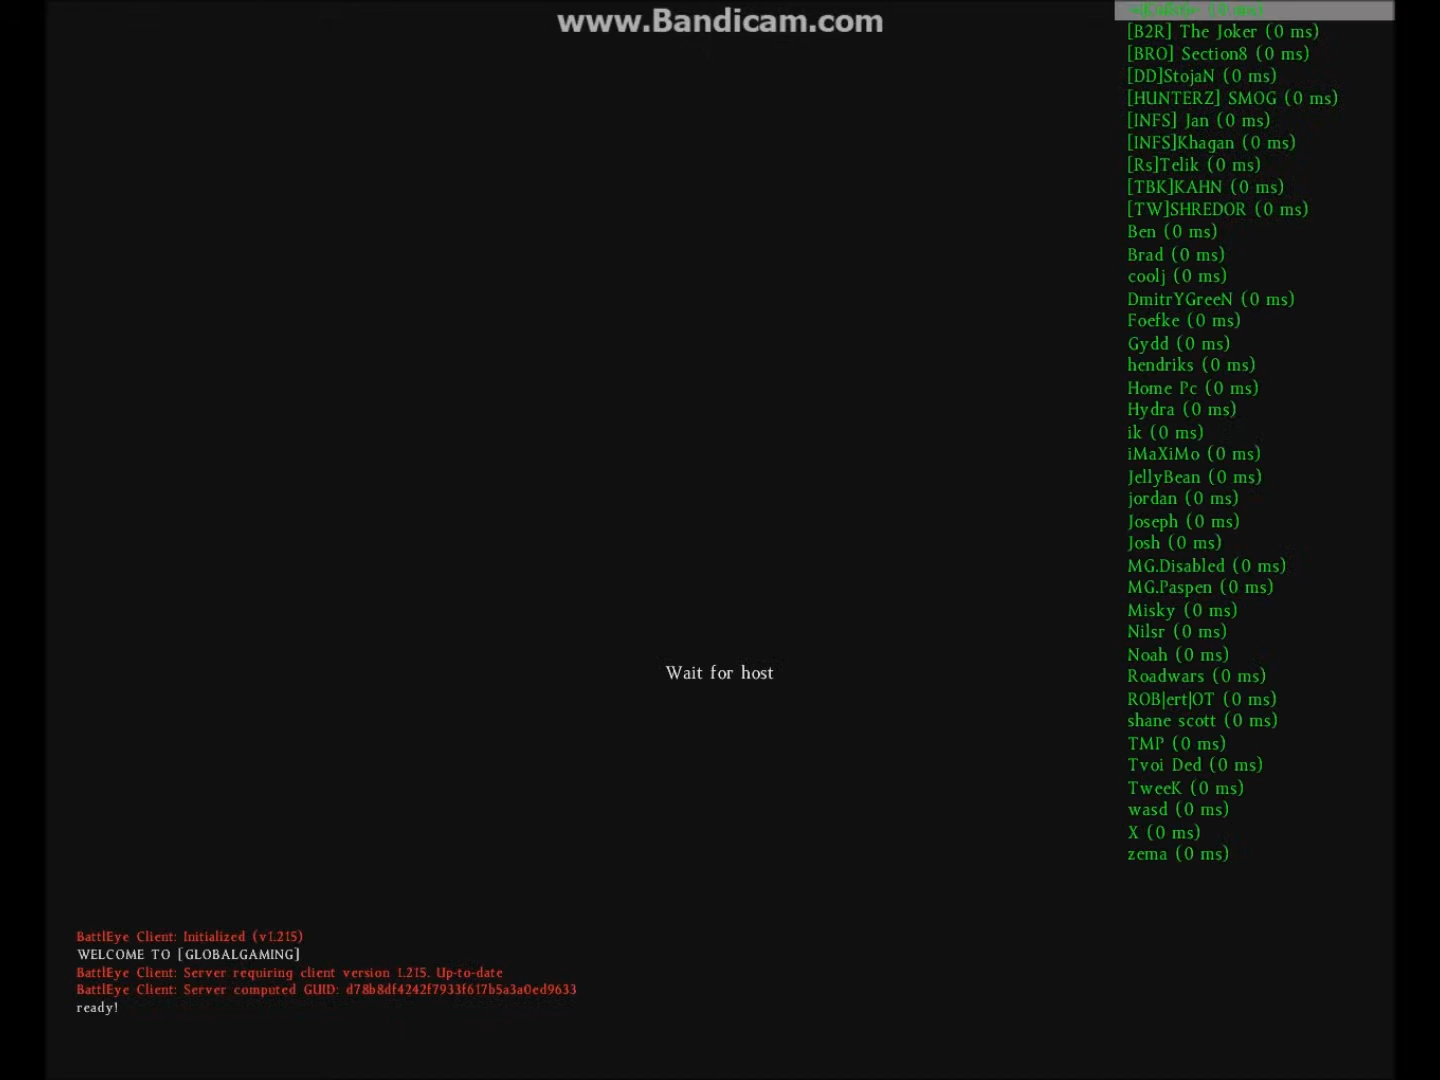 www.Bandicam.com
(0 ms)
[B2R] The Joker (0 ms)
[BRO] Section8 (0 ms)
[DD]StojaN (0 ms)
[HUNTERZ] SMOG (0 ms)
[INFS] Jan (0 ms)
[INFS]Khagan (0 ms)
[Rs]Telik (0 ms)
[TBK]KAHN (0 ms)
[TW]SHREDOR (0 ms)
Ben (0 ms)
Brad (0 ms)
coolj (0 ms)
DmitrYGreeN (0 ms)
Foefke (0 ms)
Gydd (0 ms)
hendriks (0 ms)
Home Pc (0 ms)
Hydra (0 ms)
ik (0 ms)
iMaXiMo (0 ms)
JellyBean (0 ms)
jordan (0 ms)
Joseph (0 ms)
Josh (0 ms)
MG.Disabled (0 ms)
MG.Paspen (0 ms)
Misky (0 ms)
Nilsr (0 ms)
Noah (0 ms)
Roadwars (0 ms)
ROB|ert|OT (0 ms)
shane scott (0 ms)
TMP (0 ms)
Tvoi Ded (0 ms)
TweeK (0 ms)
wasd (0 ms)
X (0 ms)
zema (0 ms)
Wait for host
BattlEye Client: Initialized (v1.215)
WELCOME TO [GLOBALGAMING]
BattlEye Client: Server requiring client version 1.215. Up-to-date
BattlEye Client: Server computed GUID: d78b8df4242f7933f617b5a3a0ed9633
ready!